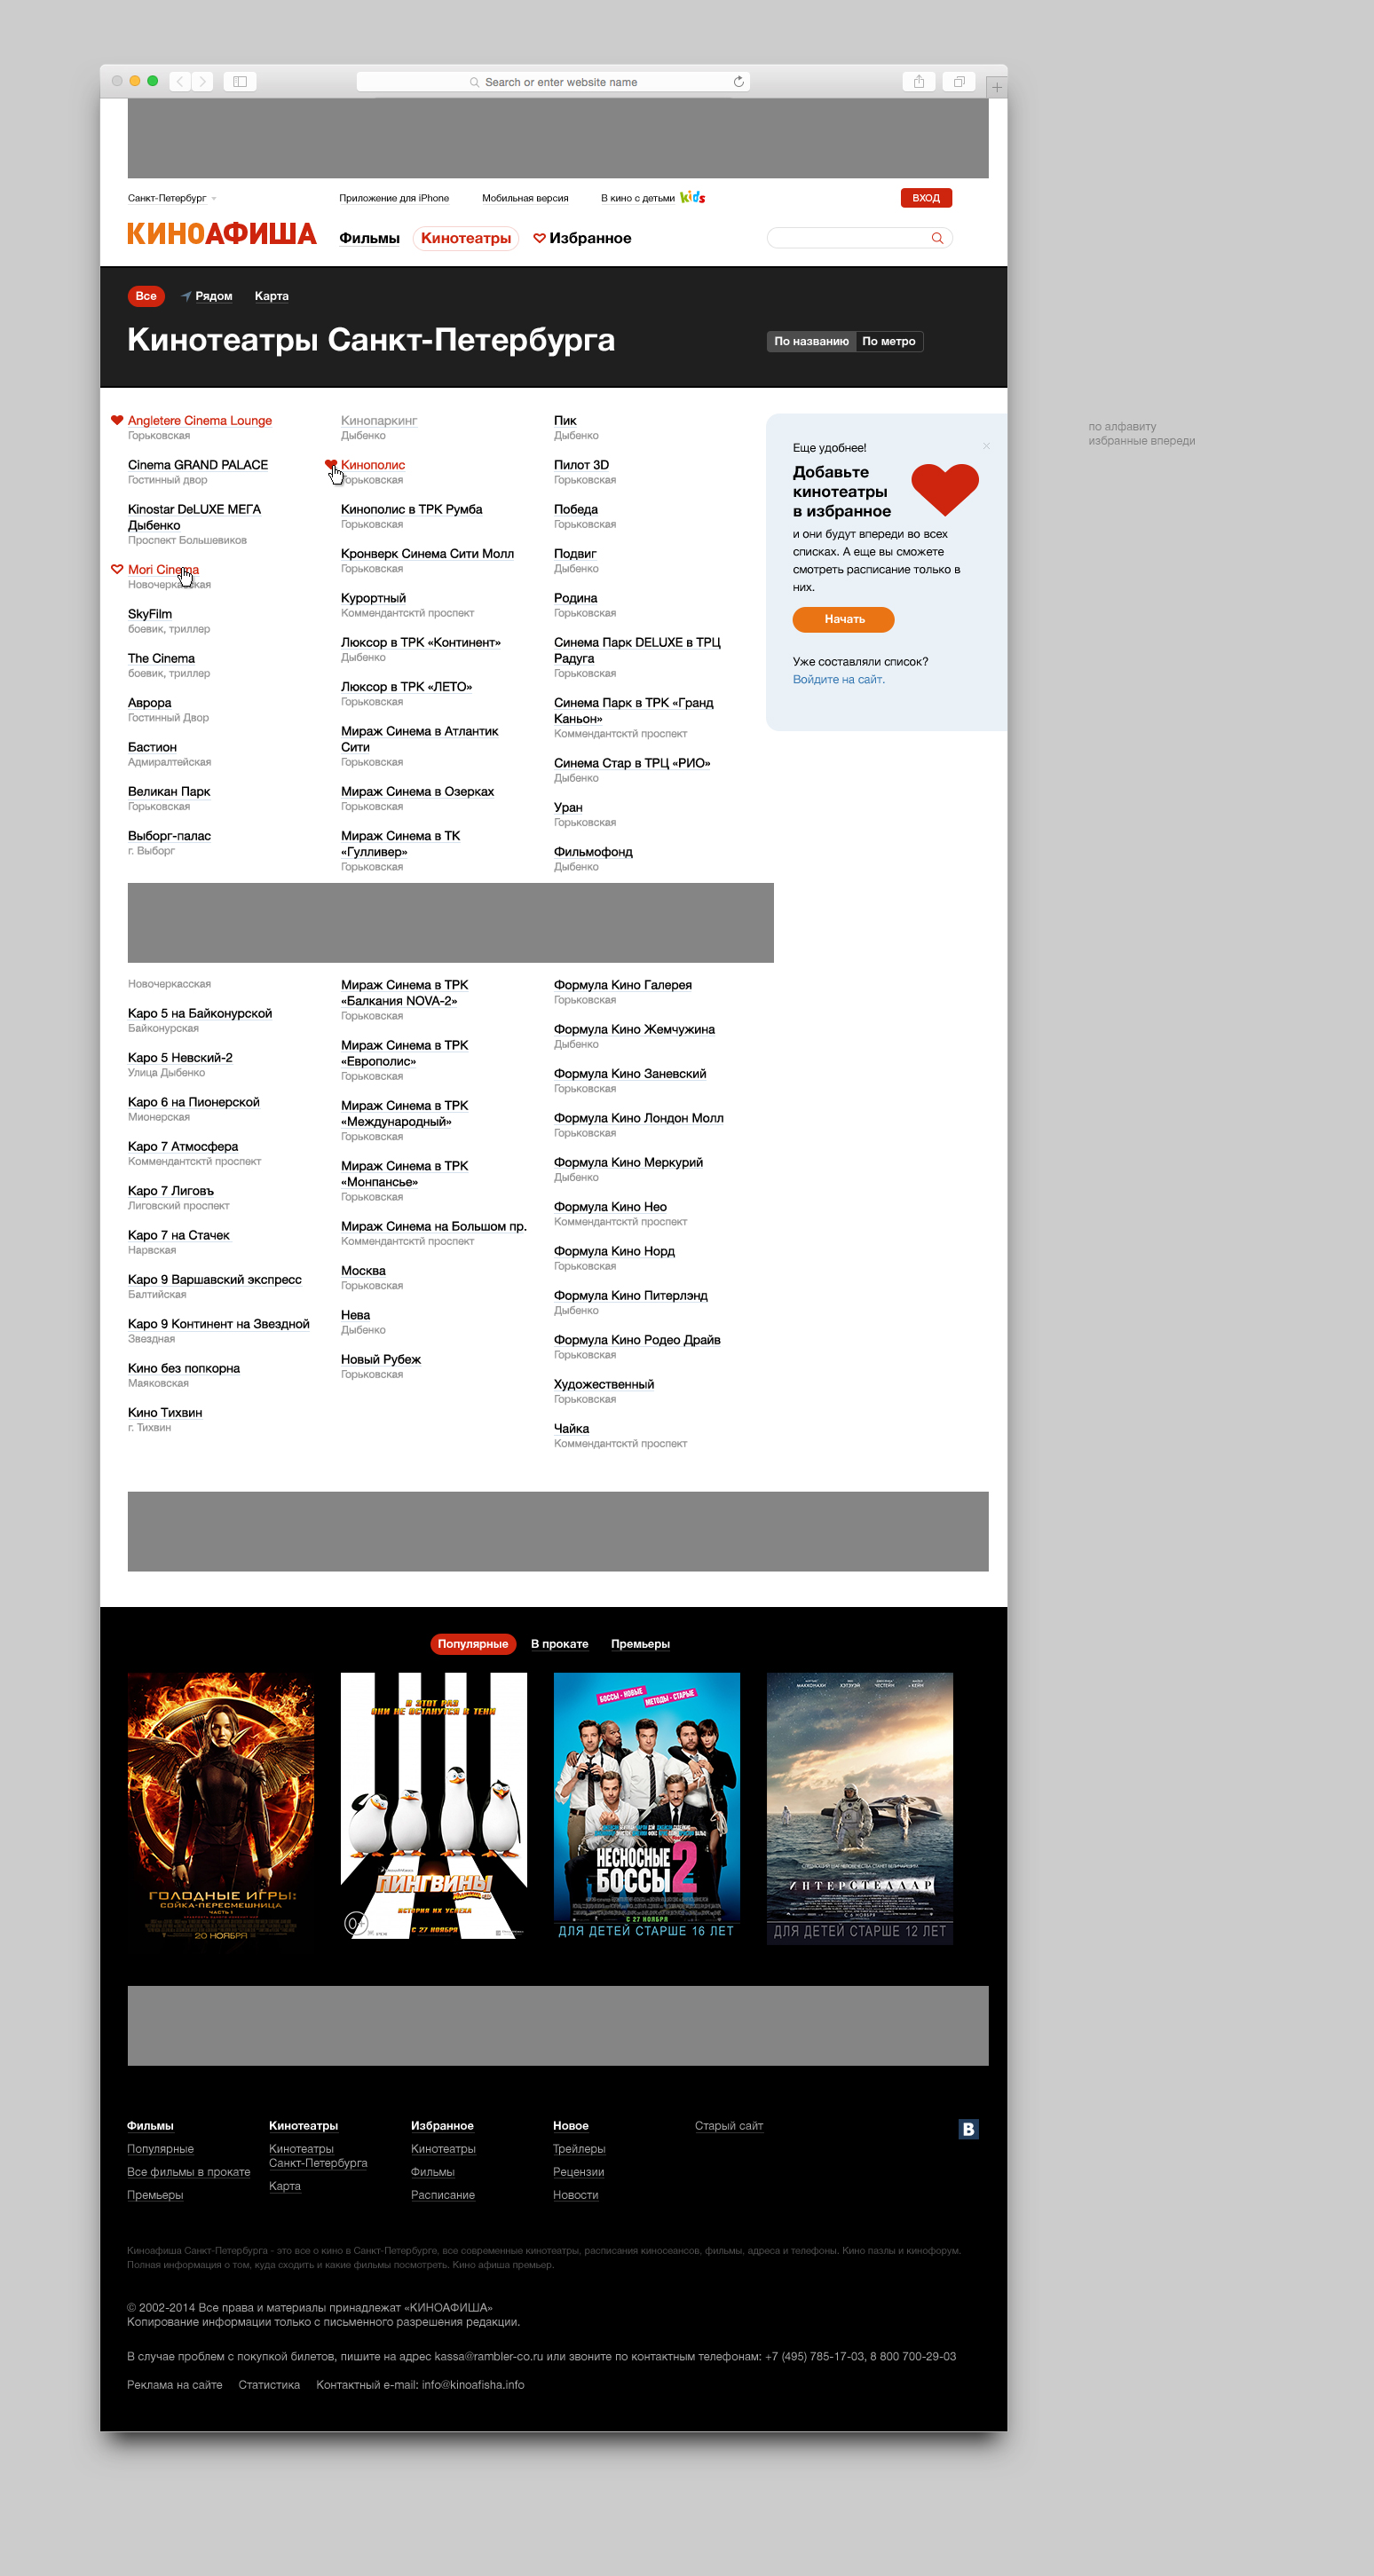 Search or enter website name
Санкт-Петербург
Приложение для iPhone
Мобильная версия
В кино с детьми kids
ВХОД
КИНОАФИША
Фильмы
Кинотеатры
Избранное
Все
Рядом
Карта
Кинотеатры Санкт-Петербурга
По названию
По метро
Angletere Cinema Lounge
Горьковская
Cinema GRAND PALACE
Гостинный двор
Kinostar DeLUXE МЕГА
Дыбенко
Проспект Большевиков
Mori Cinema
Новочеркасская
SkyFilm
боевик, триллер
The Cinema
боевик, триллер
Аврора
Гостинный Двор
Бастион
Адмиралтейская
Великан Парк
Горьковская
Выборг-палас
г. Выборг
Кинопаркинг
Дыбенко
Кинополис
Горьковская
Кинополис в ТРК Румба
Горьковская
Кронверк Синема Сити Молл
Горьковская
Курортный
Коммендантсктй проспект
Люксор в ТРК «Континент»
Дыбенко
Люксор в ТРК «ЛЕТО»
Горьковская
Мираж Синема в Атлантик
Сити
Горьковская
Мираж Синема в Озерках
Горьковская
Мираж Синема в ТК
«Гулливер»
Горьковская
Пик
Дыбенко
Пилот 3D
Горьковская
Победа
Горьковская
Подвиг
Дыбенко
Родина
Горьковская
Синема Парк DELUXE в ТРЦ
Радуга
Горьковская
Синема Парк в ТРК «Гранд
Каньон»
Коммендантсктй проспект
Синема Стар в ТРЦ «РИО»
Дыбенко
Уран
Горьковская
Фильмофонд
Дыбенко
Еще удобнее!
Добавьте
кинотеатры
в избранное
и они будут впереди во всех
списках. А еще вы сможете
смотреть расписание только в
них.
Начать
Уже составляли список?
Войдите на сайт.
по алфавиту
избранные впереди
Новочеркасская
Каро 5 на Байконурской
Байконурская
Каро 5 Невский-2
Улица Дыбенко
Каро 6 на Пионерской
Мионерская
Каро 7 Атмосфера
Коммендантсктй проспект
Каро 7 Лиговъ
Лиговский проспект
Каро 7 на Стачек
Нарвская
Каро 9 Варшавский экспресс
Балтийская
Каро 9 Континент на Звездной
Звездная
Кино без попкорна
Маяковская
Кино Тихвин
г. Тихвин
Мираж Синема в ТРК
«Балкания NOVA-2»
Горьковская
Мираж Синема в ТРК
«Европолис»
Горьковская
Мираж Синема в ТРК
«Международный»
Горьковская
Мираж Синема в ТРК
«Монпансье»
Горьковская
Мираж Синема на Большом пр.
Коммендантсктй проспект
Москва
Горьковская
Нева
Дыбенко
Новый Рубеж
Горьковская
Формула Кино Галерея
Горьковская
Формула Кино Жемчужина
Дыбенко
Формула Кино Заневский
Горьковская
Формула Кино Лондон Молл
Горьковская
Формула Кино Меркурий
Дыбенко
Формула Кино Нео
Коммендантсктй проспект
Формула Кино Норд
Горьковская
Формула Кино Питерлэнд
Дыбенко
Формула Кино Родео Драйв
Горьковская
Художественный
Горьковская
Чайка
Коммендантсктй проспект
Популярные
В прокате
Премьеры
ГОЛОДНЫЕ ИГРЫ:
СОЙКА-ПЕРЕСМЕШНИЦА
ЧАСТЬ I
20 НОЯБРЯ
В ЭТОТ РАЗ
ОНИ НЕ ОСТАНУТСЯ В ТЕНИ
ПИНГВИНЫ
ИСТОРИЯ ИХ УСПЕХА
С 27 НОЯБРЯ
0+
БОССЫ - НОВЫЕ
МЕТОДЫ - СТАРЫЕ
НЕСНОСНЫЕ
БОССЫ 2
С 27 НОЯБРЯ
ДЛЯ ДЕТЕЙ СТАРШЕ 16 ЛЕТ
МАККОНАХИ
ХЭТЭУЭЙ
ЧЕСТЕЙН
КЕЙН
ИНТЕРСТЕЛЛАР
С 6 НОЯБРЯ
ДЛЯ ДЕТЕЙ СТАРШЕ 12 ЛЕТ
Фильмы
Популярные
Все фильмы в прокате
Премьеры
Кинотеатры
Кинотеатры
Санкт-Петербурга
Карта
Избранное
Кинотеатры
Фильмы
Расписание
Новое
Трейлеры
Рецензии
Новости
Старый сайт
В
Киноафиша Санкт-Петербурга - это все о кино в Санкт-Петербурге, все современные кинотеатры, расписания киносеансов, фильмы, адреса и телефоны. Кино пазлы и кинофорум.
Полная информация о том, куда сходить и какие фильмы посмотреть. Кино афиша премьер.
© 2002-2014 Все права и материалы принадлежат «КИНОАФИША»
Копирование информации только с письменного разрешения редакции.
В случае проблем с покупкой билетов, пишите на адрес kassa@rambler-co.ru или звоните по контактным телефонам: +7 (495) 785-17-03, 8 800 700-29-03
Реклама на сайте
Статистика
Контактный e-mail: info@kinoafisha.info